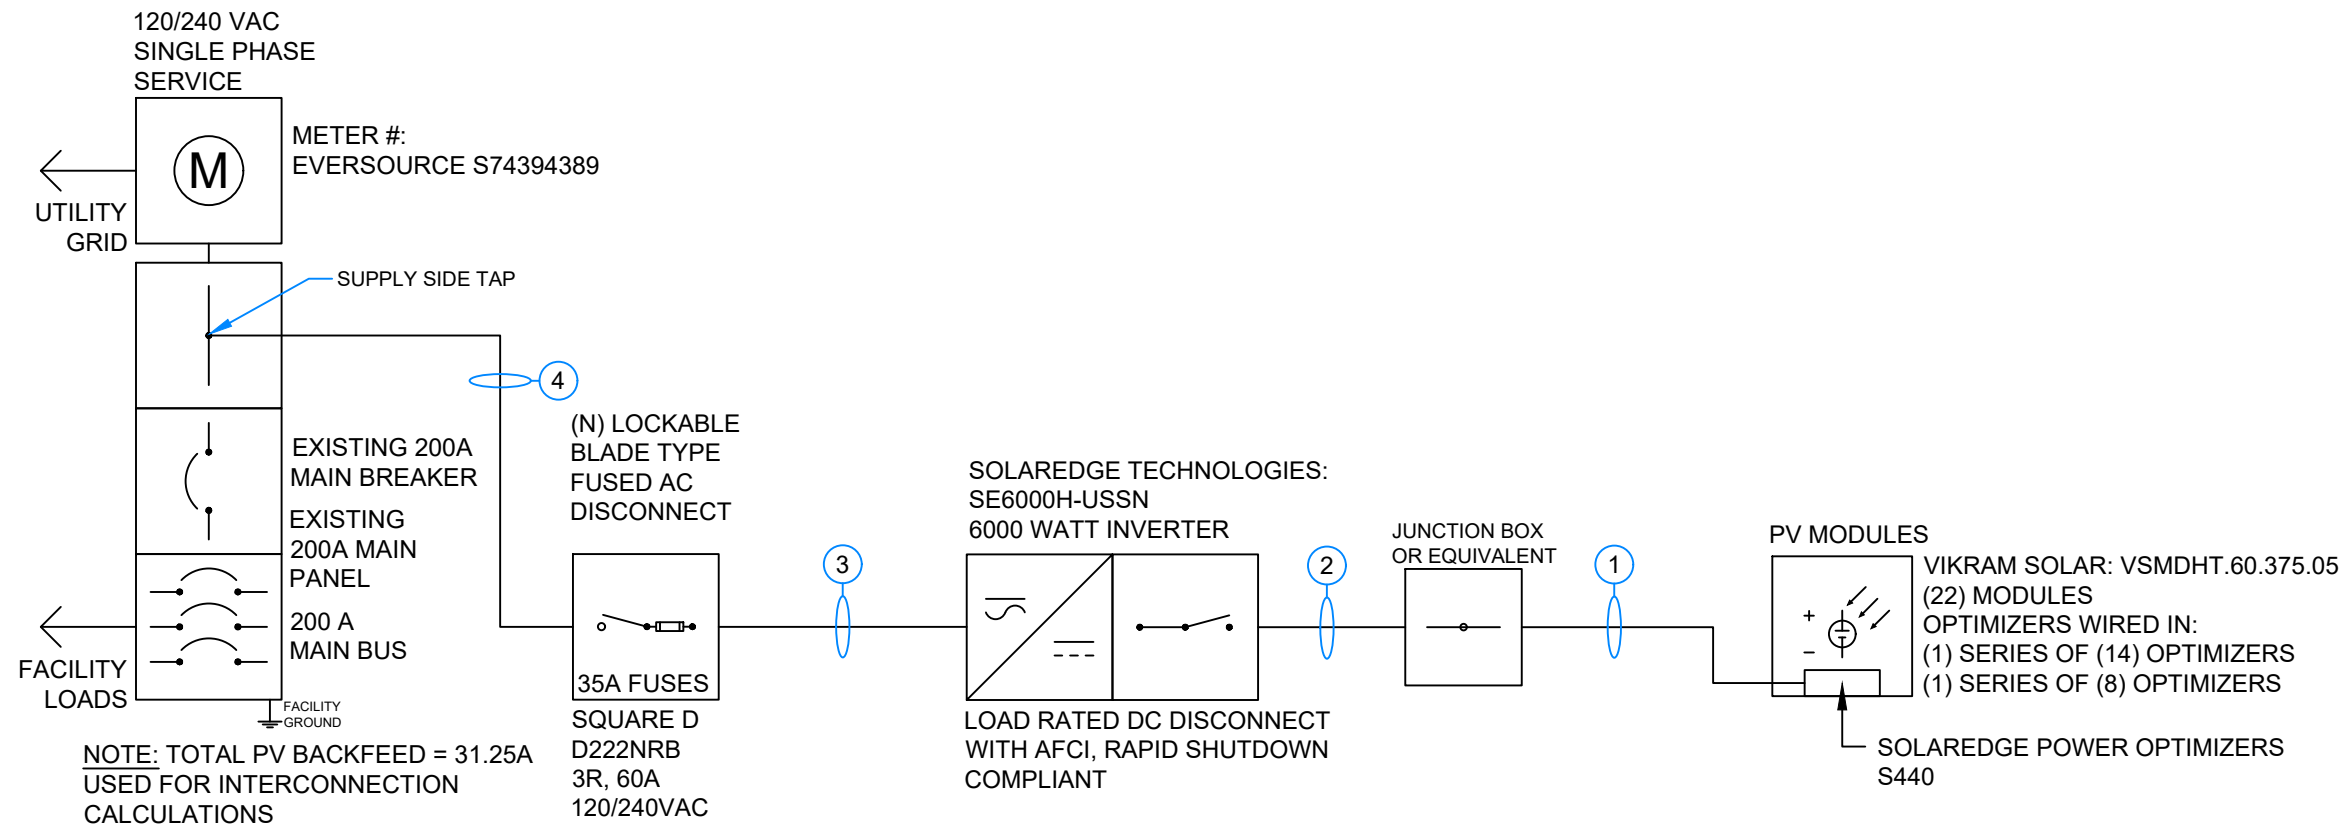 120/240 VAC
SINGLE PHASE
SERVICE
M
METER #:
EVERSOURCE S74394389
UTILITY
GRID
SUPPLY SIDE TAP
4
EXISTING 200A
MAIN BREAKER
EXISTING
200A MAIN
PANEL
200 A
MAIN BUS
FACILITY
LOADS
FACILITY
GROUND
NOTE: TOTAL PV BACKFEED = 31.25A
USED FOR INTERCONNECTION
CALCULATIONS
(N) LOCKABLE
BLADE TYPE
FUSED AC
DISCONNECT
35A FUSES
SQUARE D
D222NRB
3R, 60A
120/240VAC
3
SOLAREDGE TECHNOLOGIES:
SE6000H-USSN
6000 WATT INVERTER
LOAD RATED DC DISCONNECT
WITH AFCI, RAPID SHUTDOWN
COMPLIANT
2
JUNCTION BOX
OR EQUIVALENT
1
PV MODULES
+
−
VIKRAM SOLAR: VSMDHT.60.375.05
(22) MODULES
OPTIMIZERS WIRED IN:
(1) SERIES OF (14) OPTIMIZERS
(1) SERIES OF (8) OPTIMIZERS
SOLAREDGE POWER OPTIMIZERS
S440